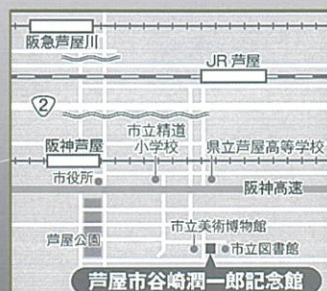 阪急芦屋川
JR 芦屋
2
阪神芦屋
市立精道
小学校
県立芦屋高等学校
市役所
阪神高速
市立美術博物館
芦屋公園
市立図書館
芦屋市谷崎潤一郎記念館